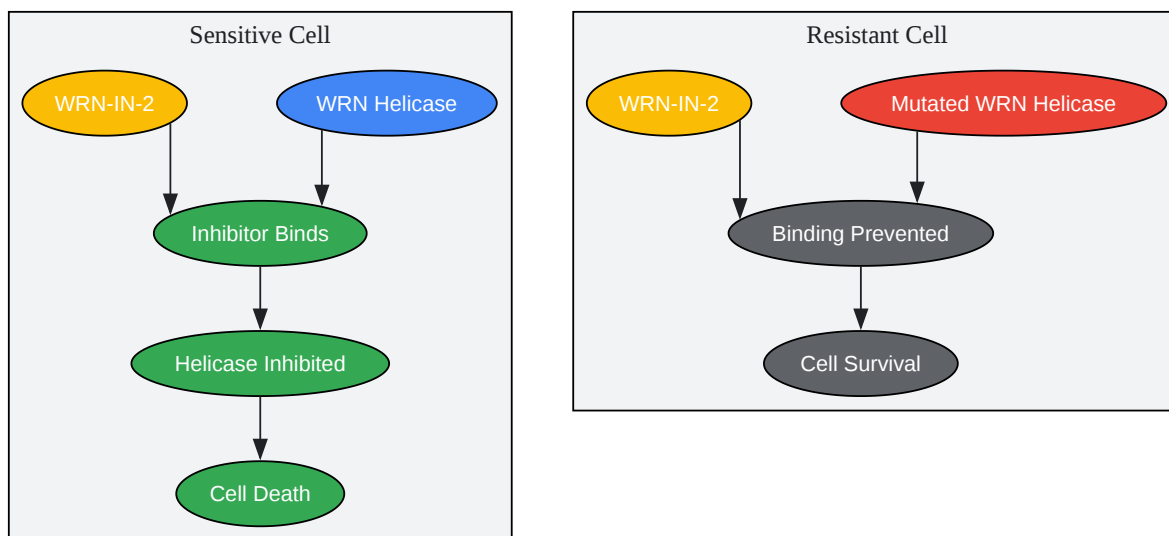 Sensitive Cell
WRN-IN-2
WRN Helicase
Inhibitor Binds
Helicase Inhibited
Cell Death
Resistant Cell
WRN-IN-2
Mutated WRN Helicase
Binding Prevented
Cell Survival